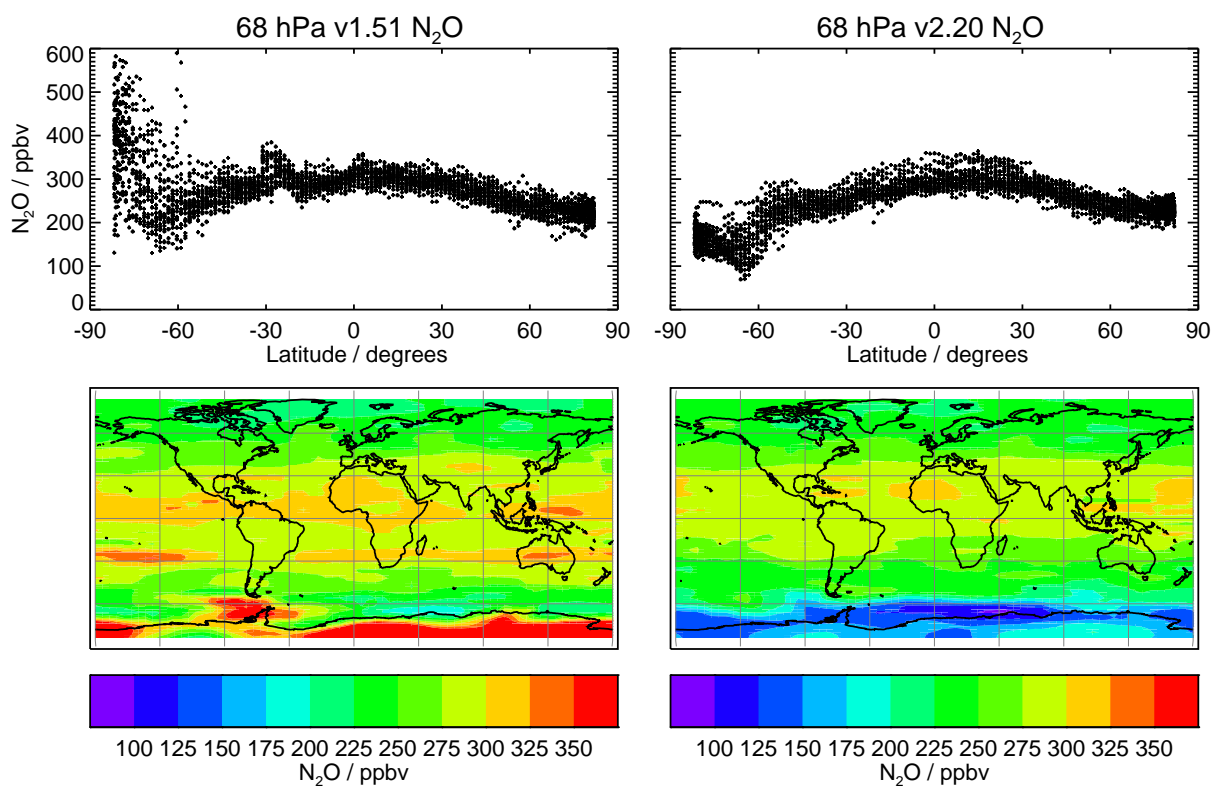 68 hPa v1.51 N₂O
68 hPa v2.20 N₂O
N₂O / ppbv
600
500
400
300
200
100
0
-90 -60 -30 0 30 60 90
Latitude / degrees
-90 -60 -30 0 30 60 90
Latitude / degrees
100 125 150 175 200 225 250 275 300 325 350
N₂O / ppbv
100 125 150 175 200 225 250 275 300 325 350
N₂O / ppbv